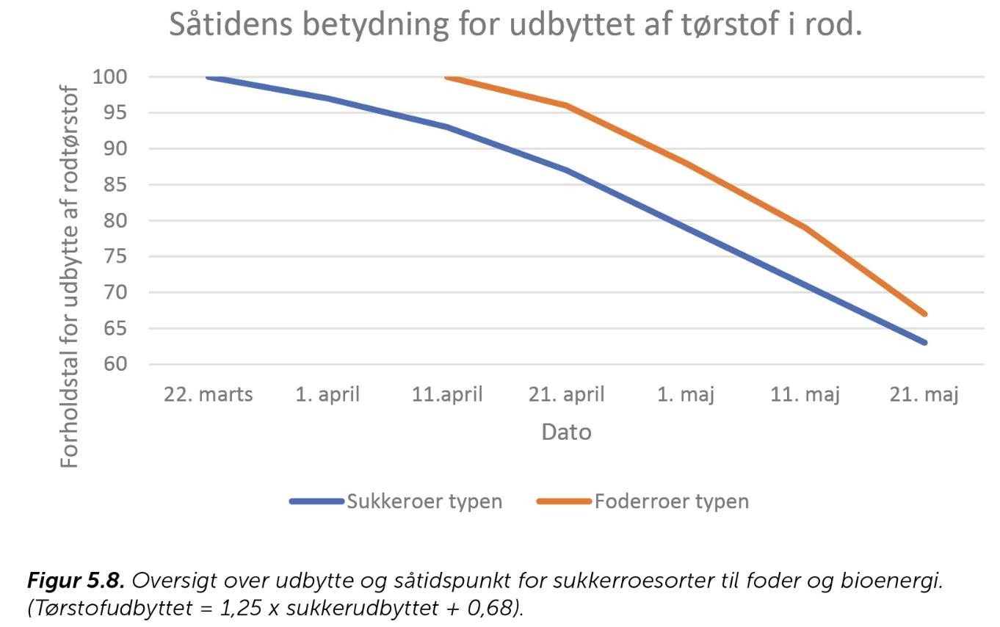 Såtidens betydning for udbyttet af tørstof i rod.
Forholdstal for udbytte af rodtørstof
100
95
90
85
80
75
70
65
60
22. marts 1. april 11.april 21. april 1. maj 11. maj 21. maj
Dato
Sukkeroer typen Foderroer typen
Figur 5.8. Oversigt over udbytte og såtidspunkt for sukkerroesorter til foder og bioenergi.
(Tørstofudbyttet = 1,25 x sukkerudbyttet + 0,68).